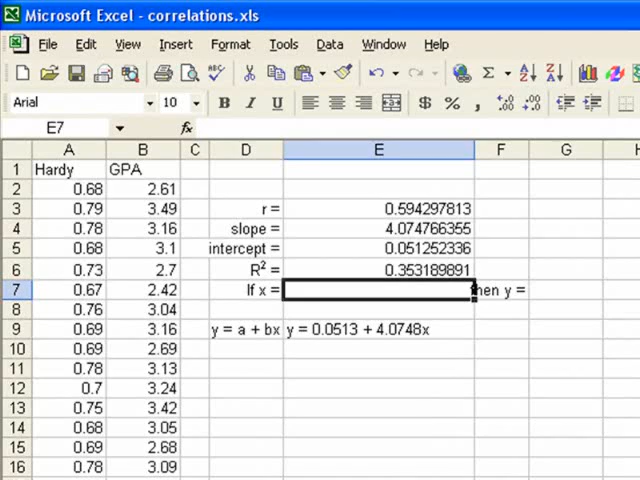 Microsoft Excel - correlations.xls
File Edit View Insert Format Tools Data Window Help
Arial 10 B I U $ % ,
E7 fx
A B C D E F G H
1 Hardy GPA
2 0.68 2.61
3 0.79 3.49 r = 0.594297813
4 0.78 3.16 slope = 4.074766355
5 0.68 3.1 intercept = 0.051252336
6 0.73 2.7 R² = 0.353189891
7 0.67 2.42 If x = then y =
8 0.76 3.04
9 0.69 3.16 y = a + bx y = 0.0513 + 4.0748x
10 0.69 2.69
11 0.78 3.13
12 0.7 3.24
13 0.75 3.42
14 0.68 3.05
15 0.69 2.68
16 0.78 3.09